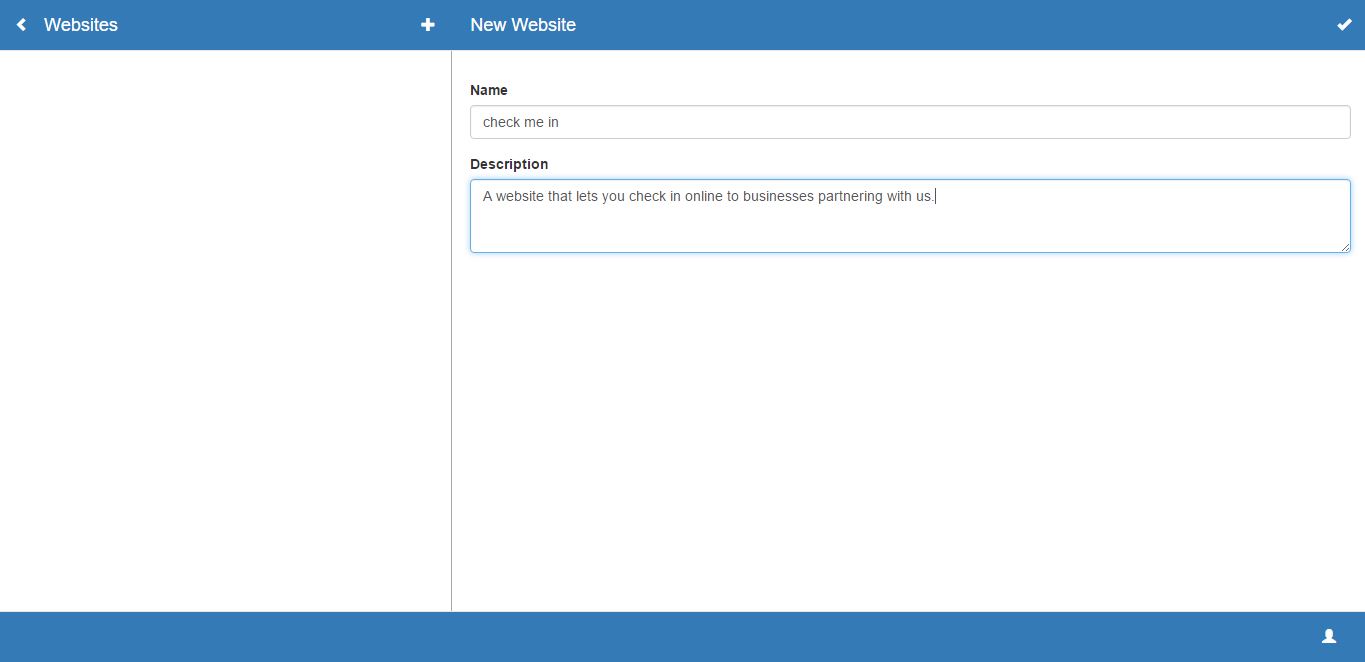 Websites
New Website
Name
check me in
Description
A website that lets you check in online to businesses partnering with us.